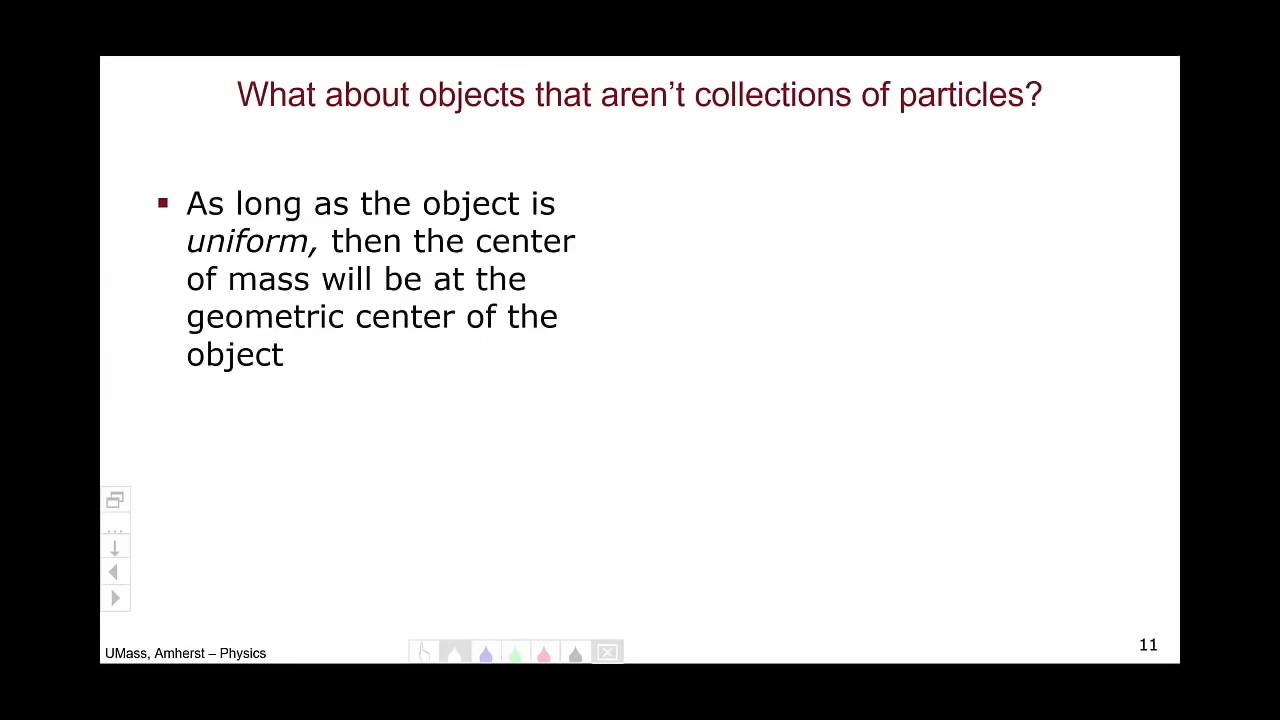 What about objects that aren’t collections of particles?
▪ As long as the object is
uniform, then the center
of mass will be at the
geometric center of the
object
UMass, Amherst – Physics
11